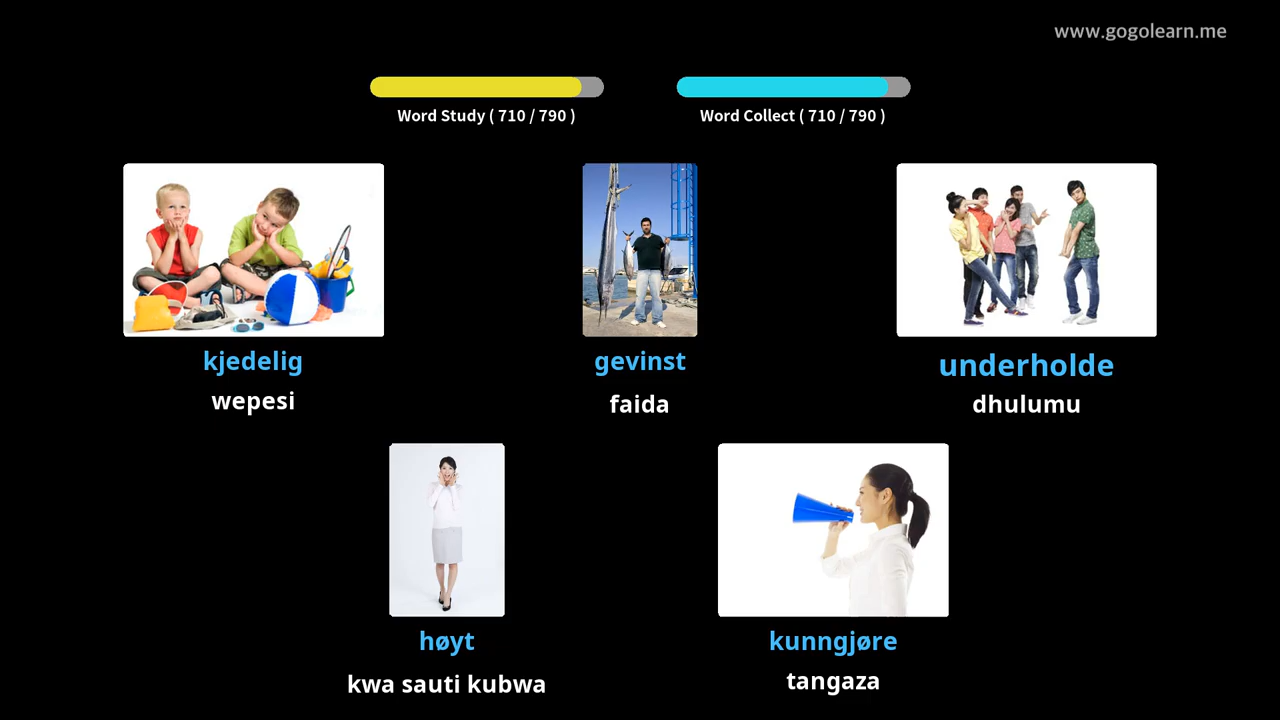 www.gogolearn.me
Word Study ( 710 / 790 )
Word Collect ( 710 / 790 )
kjedelig
wepesi
gevinst
faida
underholde
dhulumu
høyt
kwa sauti kubwa
kunngjøre
tangaza